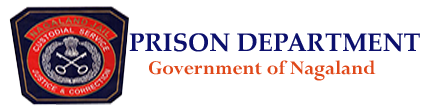 NAGALAND JAIL
CUSTODIAL SERVICE
JUSTICE & CORRECTION
PRISON DEPARTMENT
Government of Nagaland